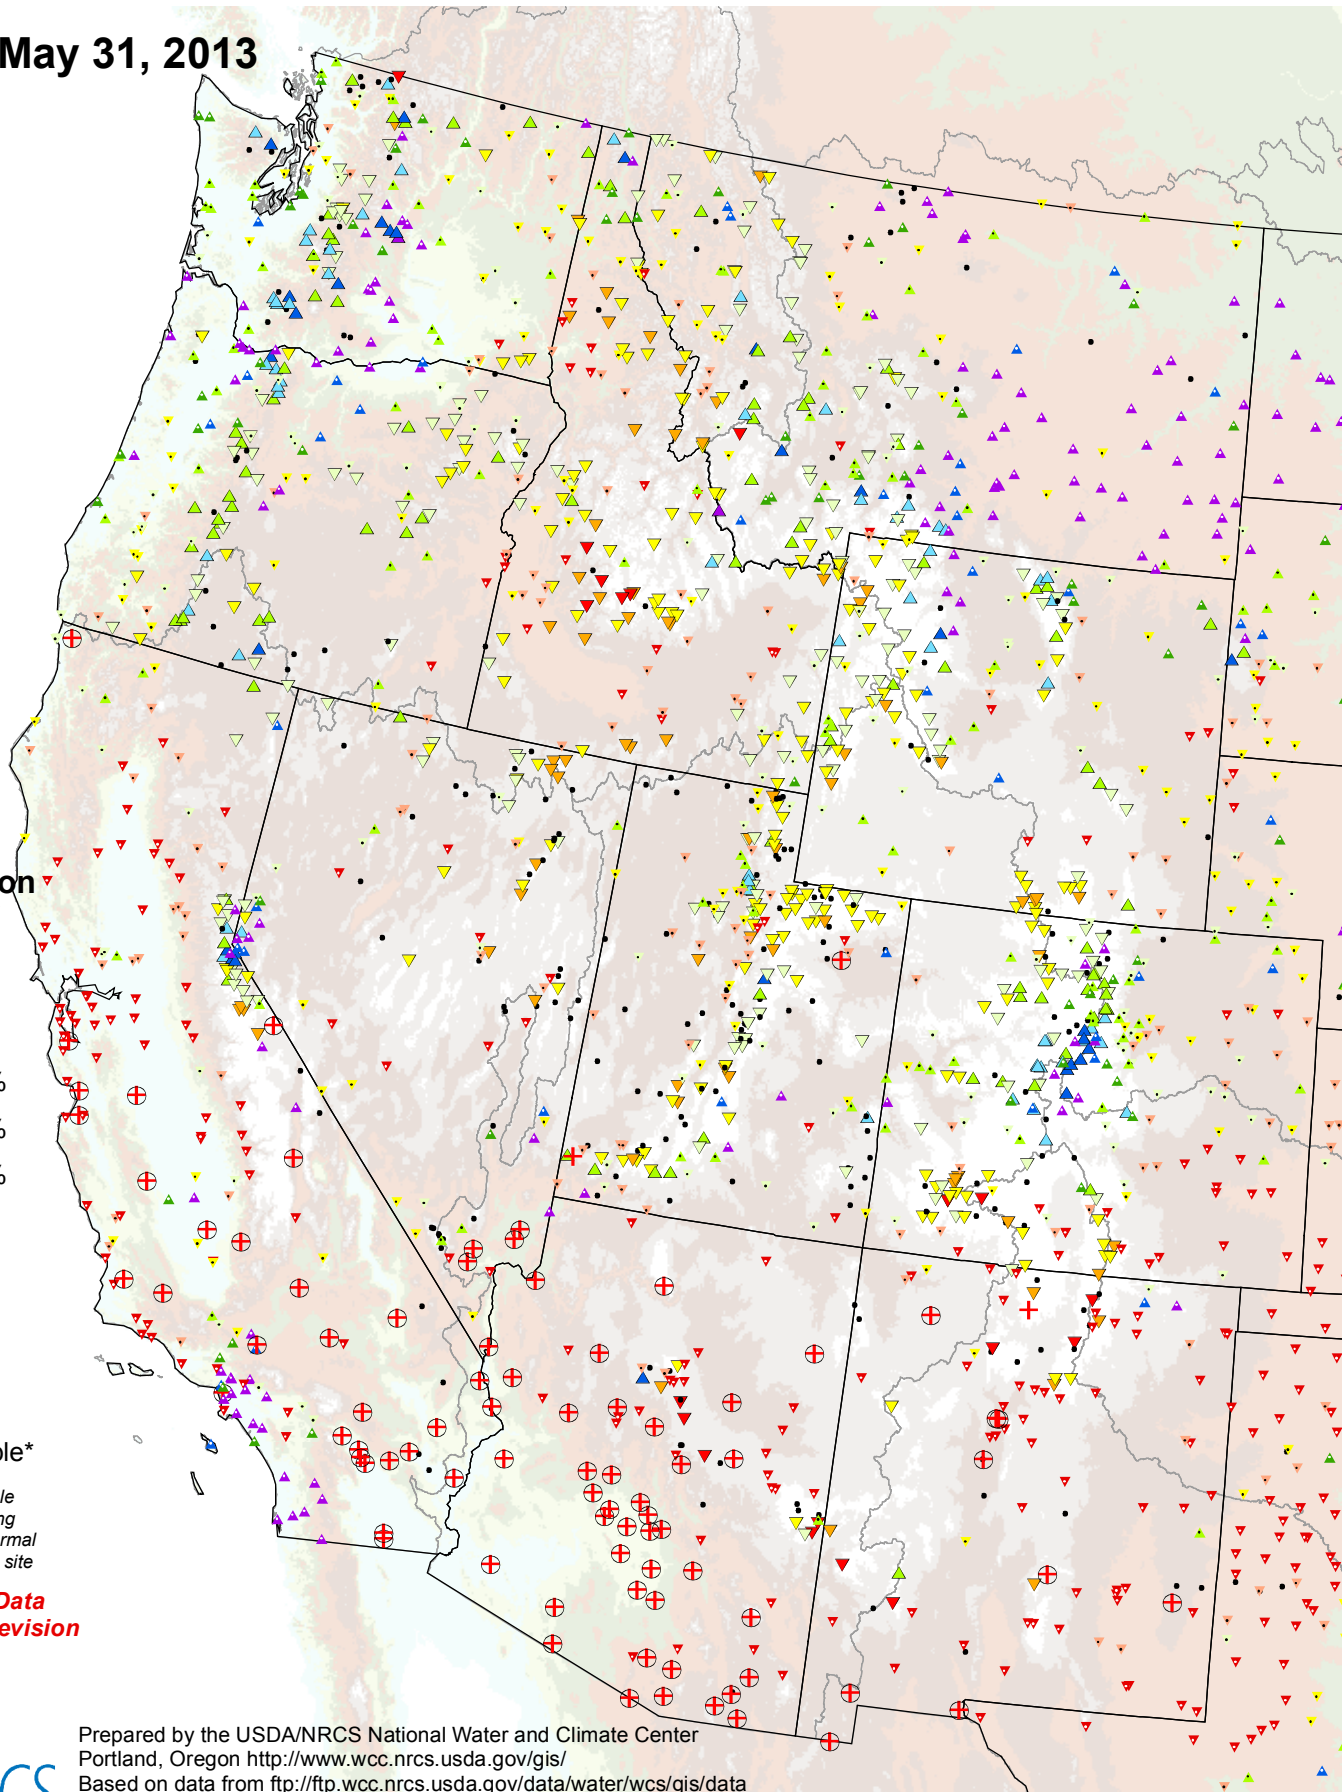 May 31, 2013
on
%
%
%
ble*
le
ng
rmal
site
Data
evision
CS
Prepared by the USDA/NRCS National Water and Climate Center
Portland, Oregon http://www.wcc.nrcs.usda.gov/gis/
Based on data from ftp://ftp.wcc.nrcs.usda.gov/data/water/wcs/gis/data